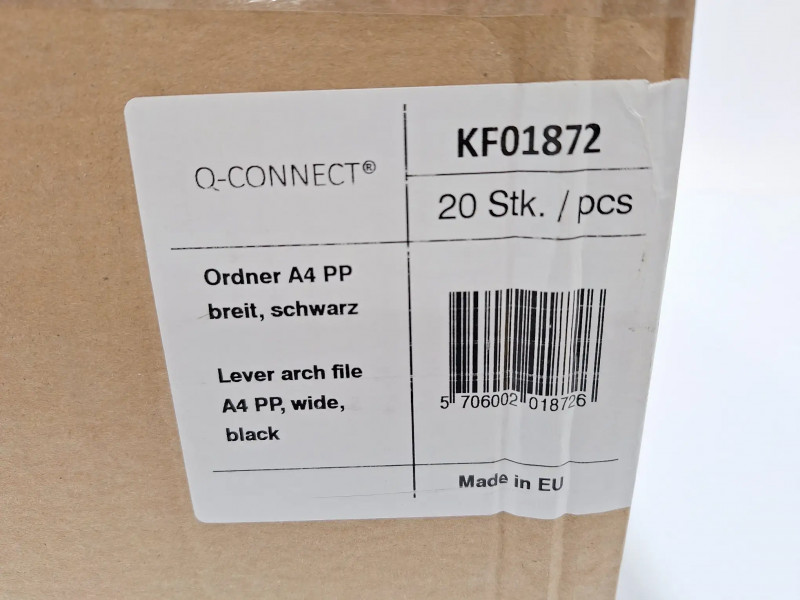 Q-CONNECT®
KF01872
20 Stk. / pcs
Ordner A4 PP
breit, schwarz
Lever arch file
A4 PP, wide,
black
5 706002 018726
Made in EU